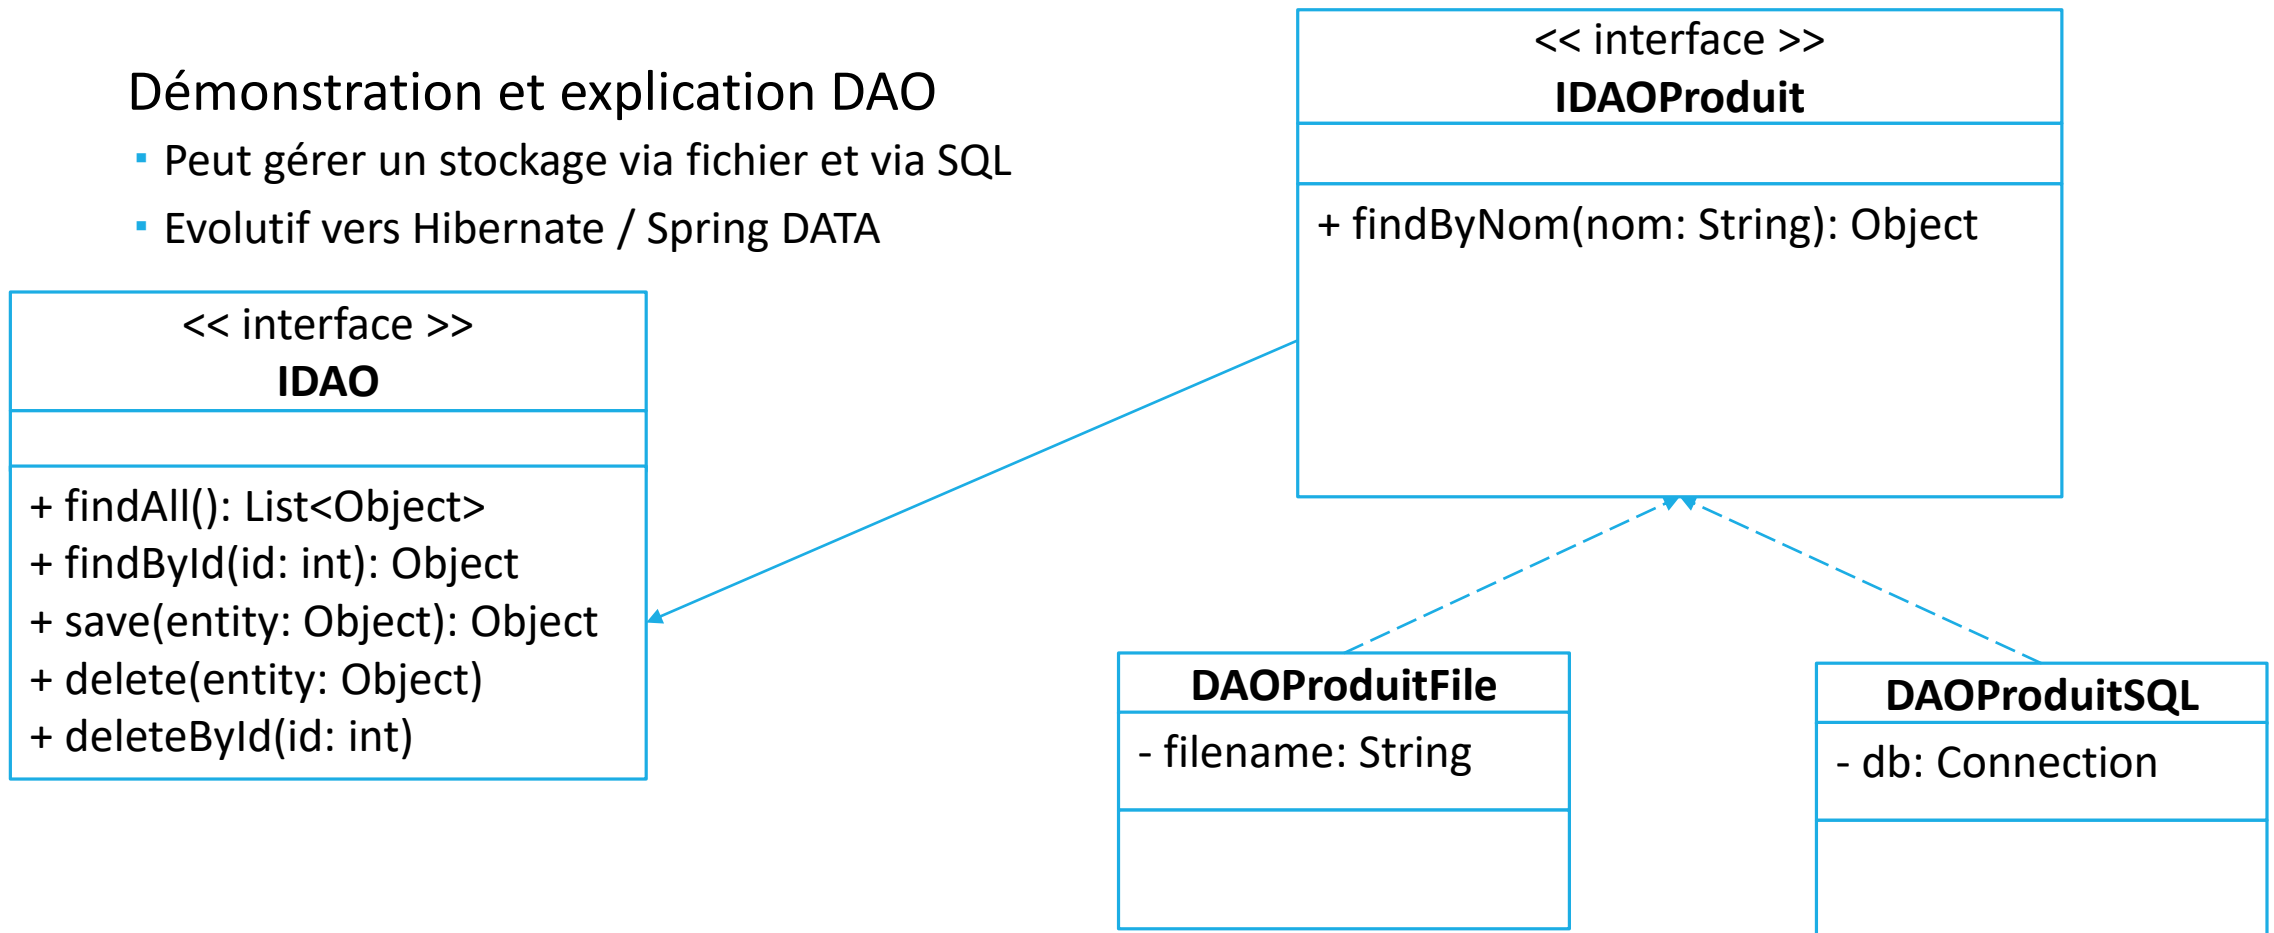 Démonstration et explication DAO
▪ Peut gérer un stockage via fichier et via SQL
▪ Evolutif vers Hibernate / Spring DATA
<< interface >>
IDAO
+ findAll(): List<Object>
+ findById(id: int): Object
+ save(entity: Object): Object
+ delete(entity: Object)
+ deleteById(id: int)
<< interface >>
IDAOProduit
+ findByNom(nom: String): Object
DAOProduitFile
- filename: String
DAOProduitSQL
- db: Connection